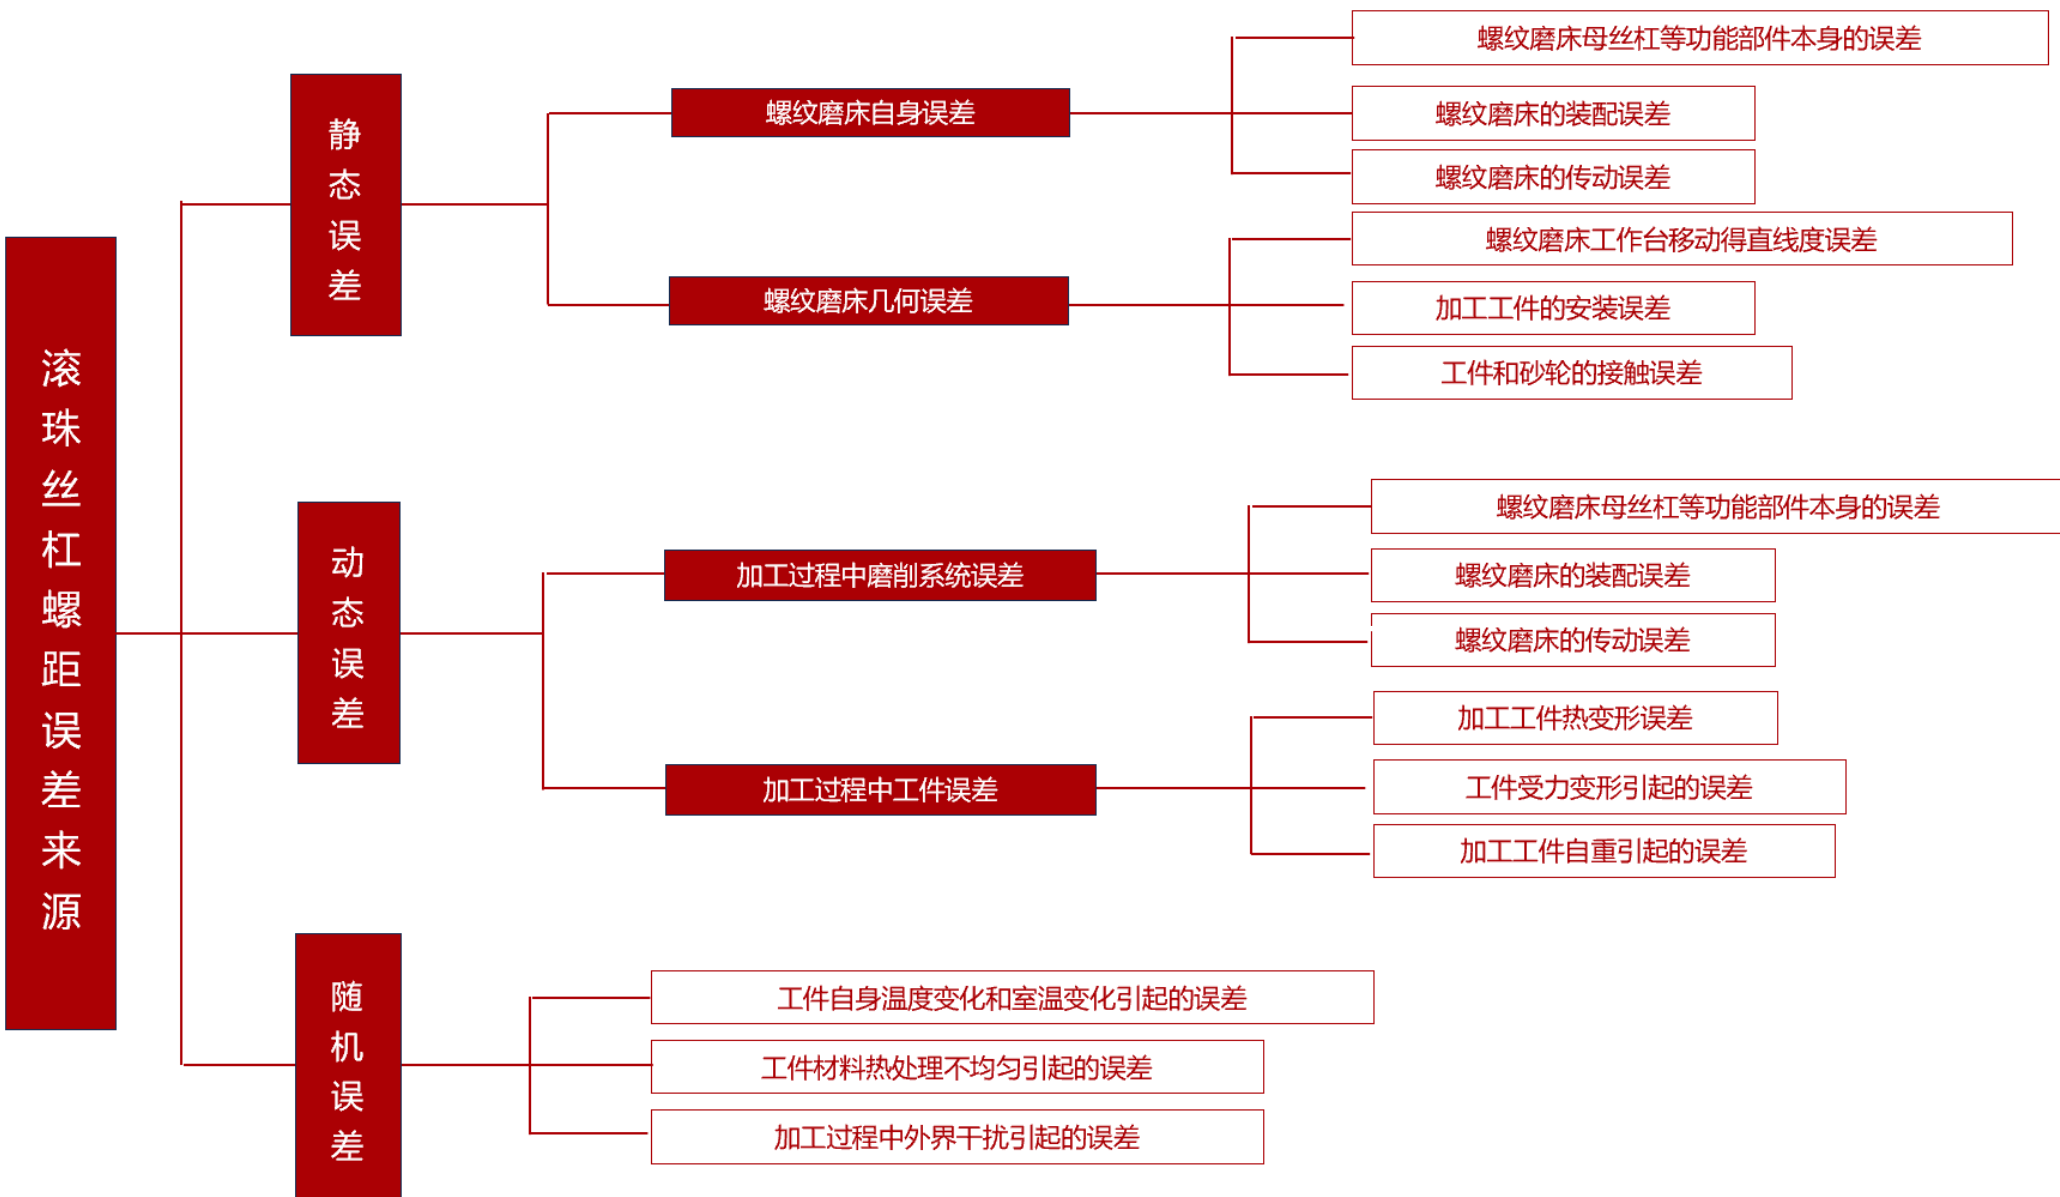 滚珠丝杠螺距误差来源
静态误差
螺纹磨床自身误差
螺纹磨床母丝杠等功能部件本身的误差
螺纹磨床的装配误差
螺纹磨床的传动误差
螺纹磨床几何误差
螺纹磨床工作台移动得直线度误差
加工工件的安装误差
工件和砂轮的接触误差
动态误差
加工过程中磨削系统误差
螺纹磨床母丝杠等功能部件本身的误差
螺纹磨床的装配误差
螺纹磨床的传动误差
加工过程中工件误差
加工工件热变形误差
工件受力变形引起的误差
加工工件自重引起的误差
随机误差
工件自身温度变化和室温变化引起的误差
工件材料热处理不均匀引起的误差
加工过程中外界干扰引起的误差